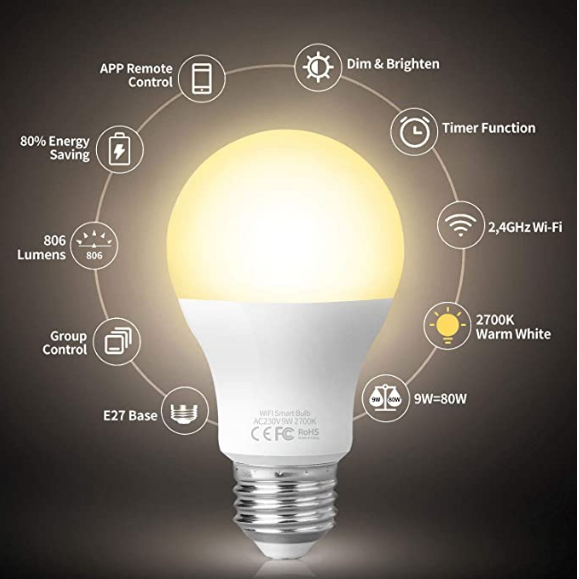 APP Remote
Control
Dim & Brighten
80% Energy
Saving
Timer Function
806
Lumens
806
2,4GHz Wi-Fi
Group
Control
2700K
Warm White
E27 Base
9W
80W
9W=80W
WiFi Smart Bulb
AC230V 9W 2700K
CE FC RoHS